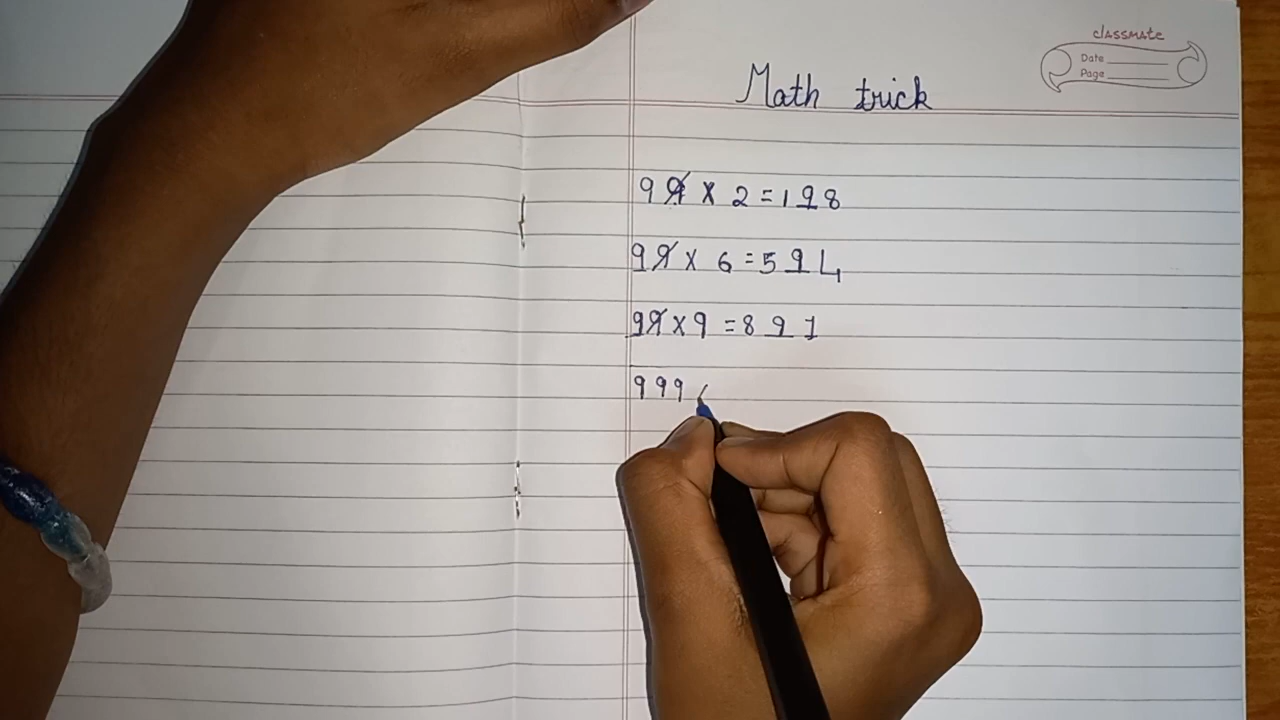 classmate
Date
Page
Math trick
99 x 2 = 198
99 x 6 = 594
99 x 9 = 891
999